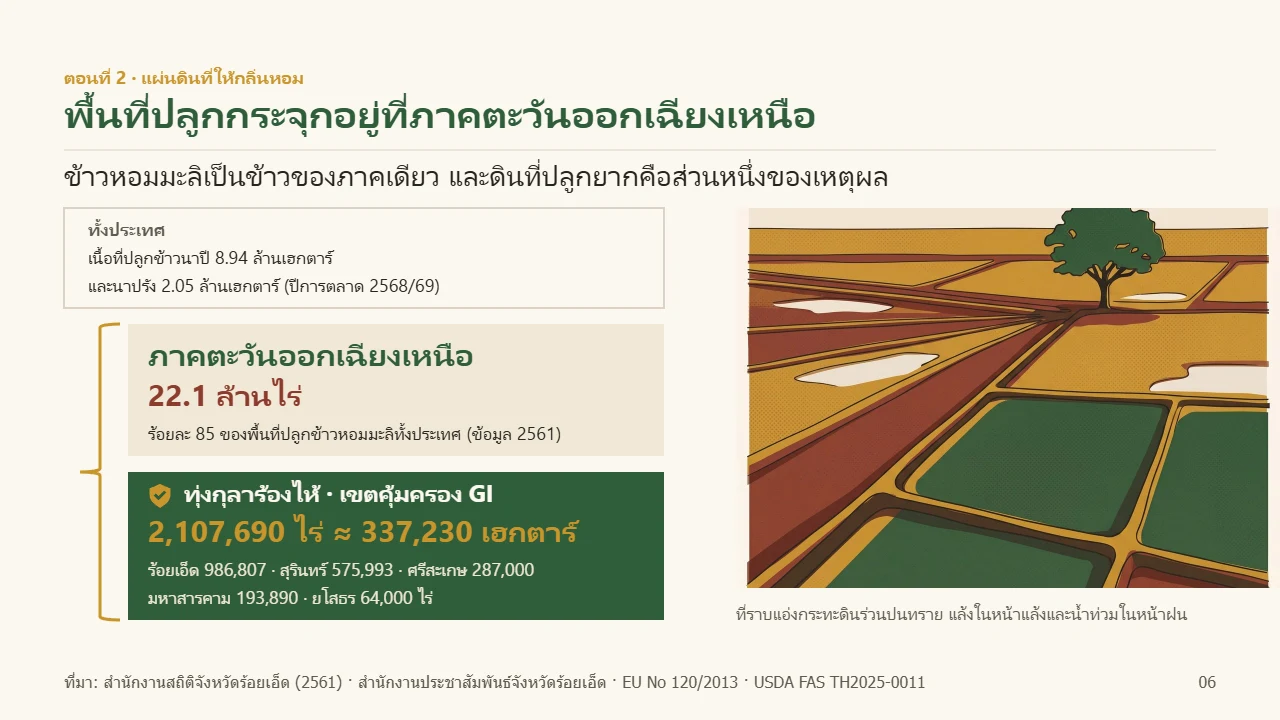 ตอนที่ 2 · แผ่นดินที่ให้กลิ่นหอม
พื้นที่ปลูกกระจุกอยู่ที่ภาคตะวันออกเฉียงเหนือ
ข้าวหอมมะลิเป็นข้าวของภาคเดียว และดินที่ปลูกยากคือส่วนหนึ่งของเหตุผล
ทั้งประเทศ
เนื้อที่ปลูกข้าวนาปี 8.94 ล้านเฮกตาร์
และนาปรัง 2.05 ล้านเฮกตาร์ (ปีการตลาด 2568/69)
ภาคตะวันออกเฉียงเหนือ
22.1 ล้านไร่
ร้อยละ 85 ของพื้นที่ปลูกข้าวหอมมะลิทั้งประเทศ (ข้อมูล 2561)
ทุ่งกุลาร้องไห้ · เขตคุ้มครอง GI
2,107,690 ไร่ ≈ 337,230 เฮกตาร์
ร้อยเอ็ด 986,807 · สุรินทร์ 575,993 · ศรีสะเกษ 287,000
มหาสารคาม 193,890 · ยโสธร 64,000 ไร่
ที่ราบแอ่งกระทะดินร่วนปนทราย แล้งในหน้าแล้งและน้ำท่วมในหน้าฝน
ที่มา: สำนักงานสถิติจังหวัดร้อยเอ็ด (2561) · สำนักงานประชาสัมพันธ์จังหวัดร้อยเอ็ด · EU No 120/2013 · USDA FAS TH2025-0011
06